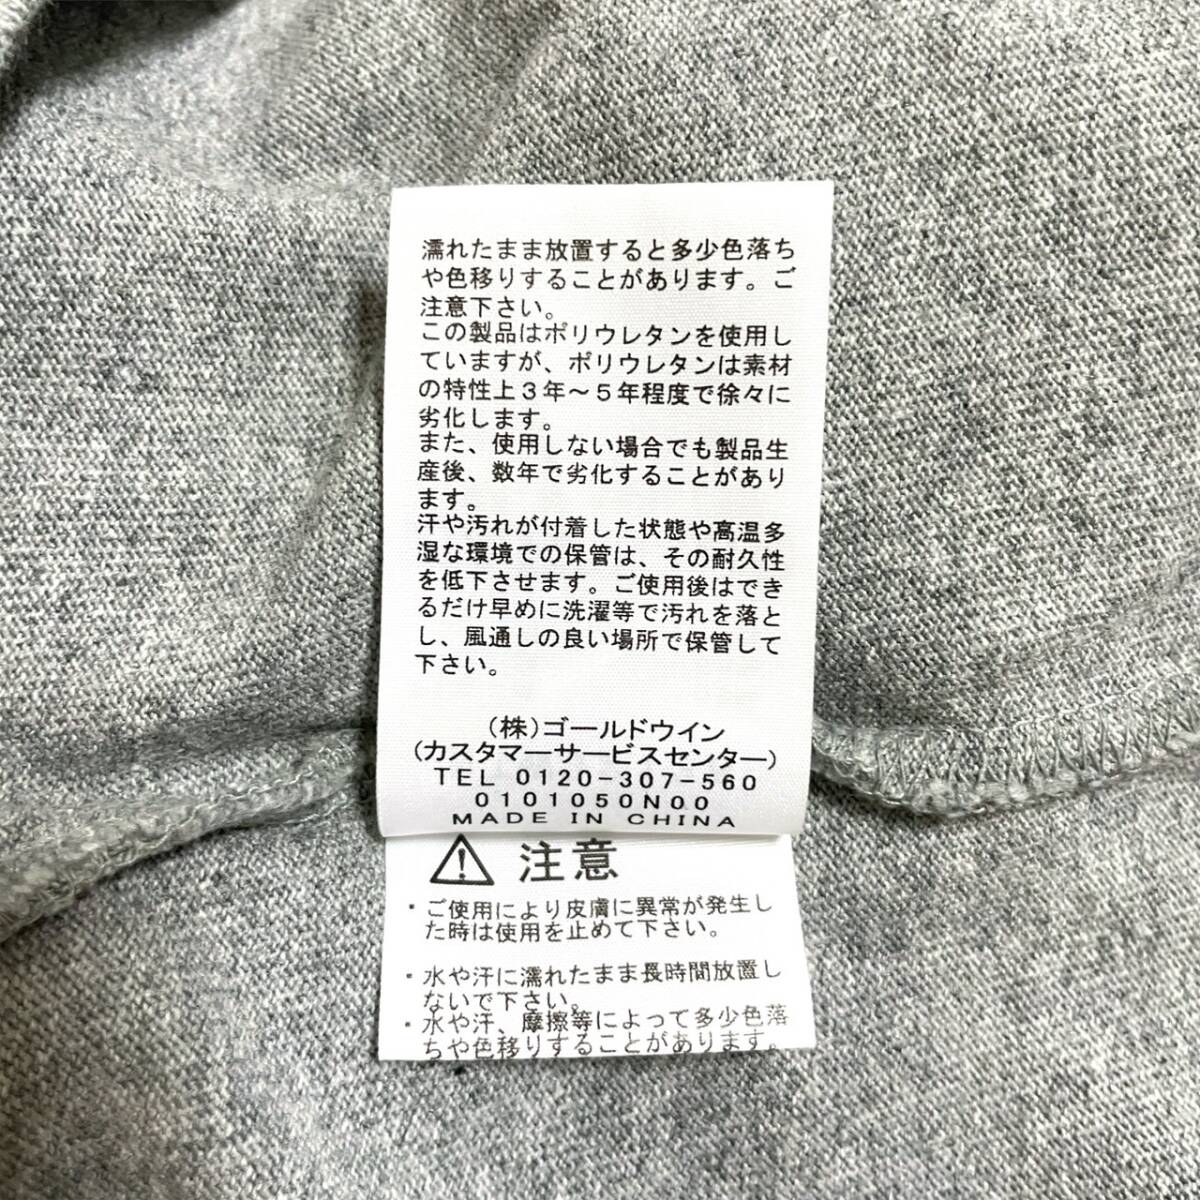 濡れたまま放置すると多少色落ち
や色移りすることがあります。ご
注意下さい。
この製品はポリウレタンを使用し
ていますが、ポリウレタンは素材
の特性上３年～５年程度で徐々に
劣化します。
また、使用しない場合でも製品生
産後、数年で劣化することがあり
ます。
汗や汚れが付着した状態や高温多
湿な環境での保管は、その耐久性
を低下させます。ご使用後はでき
るだけ早めに洗濯等で汚れを落と
し、風通しの良い場所で保管して
下さい。
(株)ゴールドウイン
(カスタマーサービスセンター)
TEL 0120-307-560
0101050N00
MADE IN CHINA
注意
・ご使用により皮膚に異常が発生し
た時は使用を止めて下さい。
・水や汗に濡れたまま長時間放置し
ないで下さい。
・水や汗、摩擦等によって多少色落
ちや色移りすることがあります。